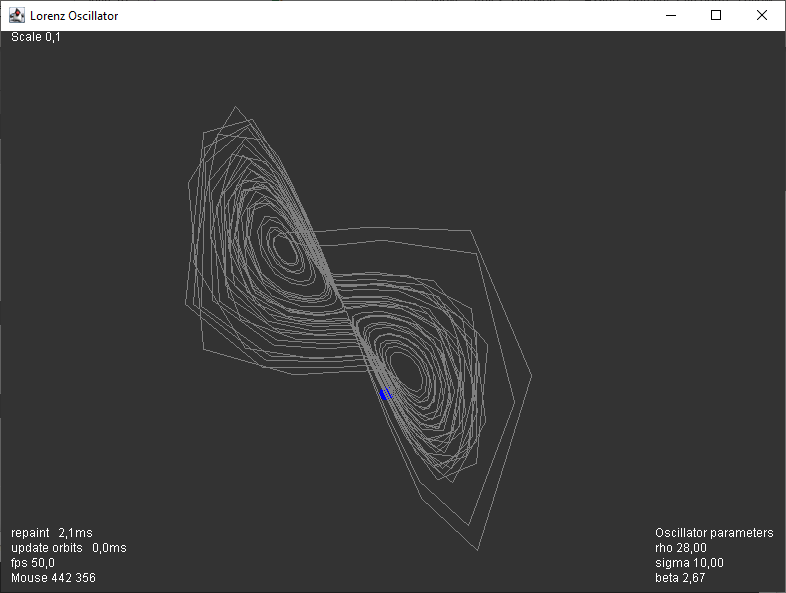 Lorenz Oscillator
Scale 0,1
repaint 2,1ms
update orbits 0,0ms
fps 50,0
Mouse 442 356
Oscillator parameters
rho 28,00
sigma 10,00
beta 2,67